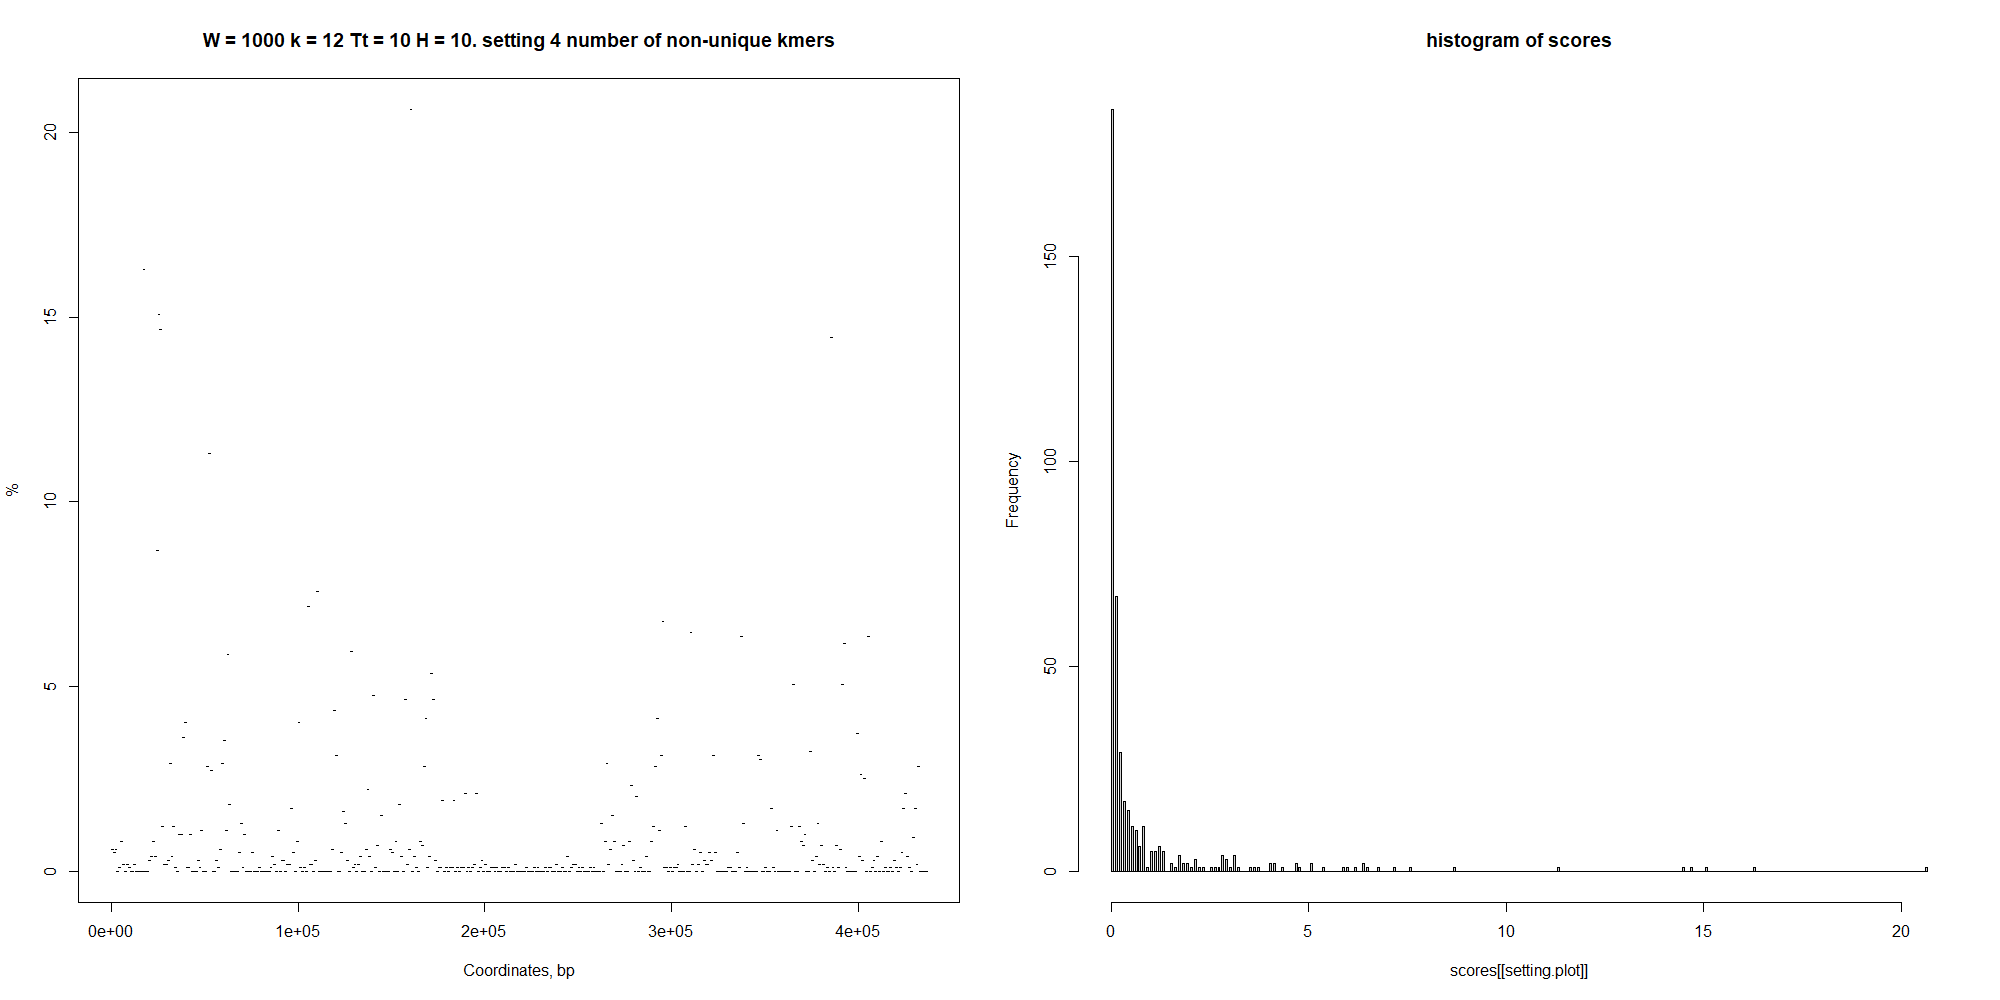 W = 1000 k = 12 Tt = 10 H = 10. setting 4 number of non-unique kmers
20
15
10
5
0
%
0e+00 1e+05 2e+05 3e+05 4e+05
Coordinates, bp
histogram of scores
150
100
50
0
Frequency
0 5 10 15 20
scores[[setting.plot]]